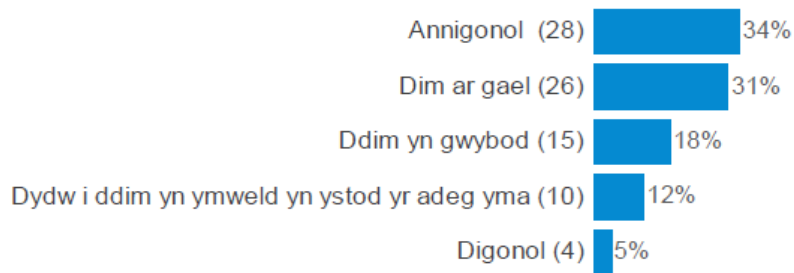 Annigonol (28) 34%
Dim ar gael (26) 31%
Ddim yn gwybod (15) 18%
Dydw i ddim yn ymweld yn ystod yr adeg yma (10) 12%
Digonol (4) 5%